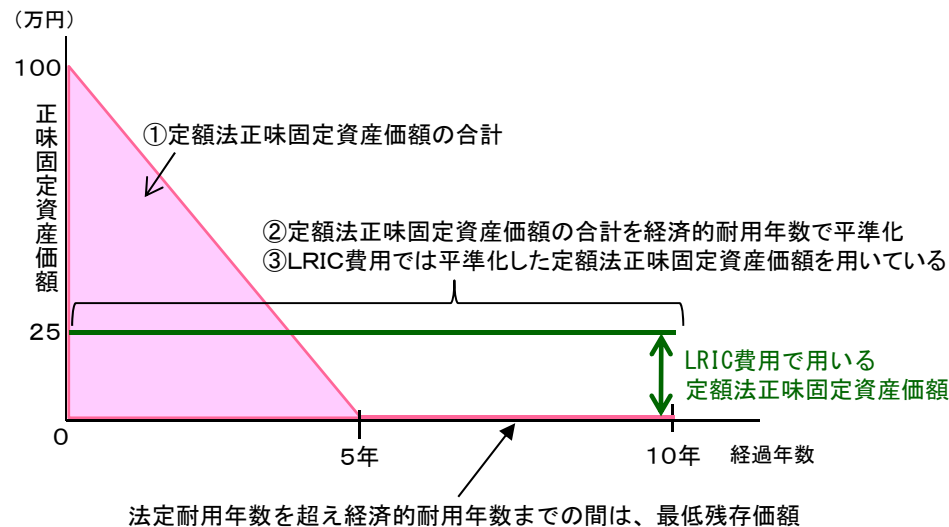 (万円)
100
正味固定資産価額
①定額法正味固定資産価額の合計
②定額法正味固定資産価額の合計を経済的耐用年数で平準化
③LRIC費用では平準化した定額法正味固定資産価額を用いている
25
LRIC費用で用いる
定額法正味固定資産価額
0
5年
10年
経過年数
法定耐用年数を超え経済的耐用年数までの間は、最低残存価額